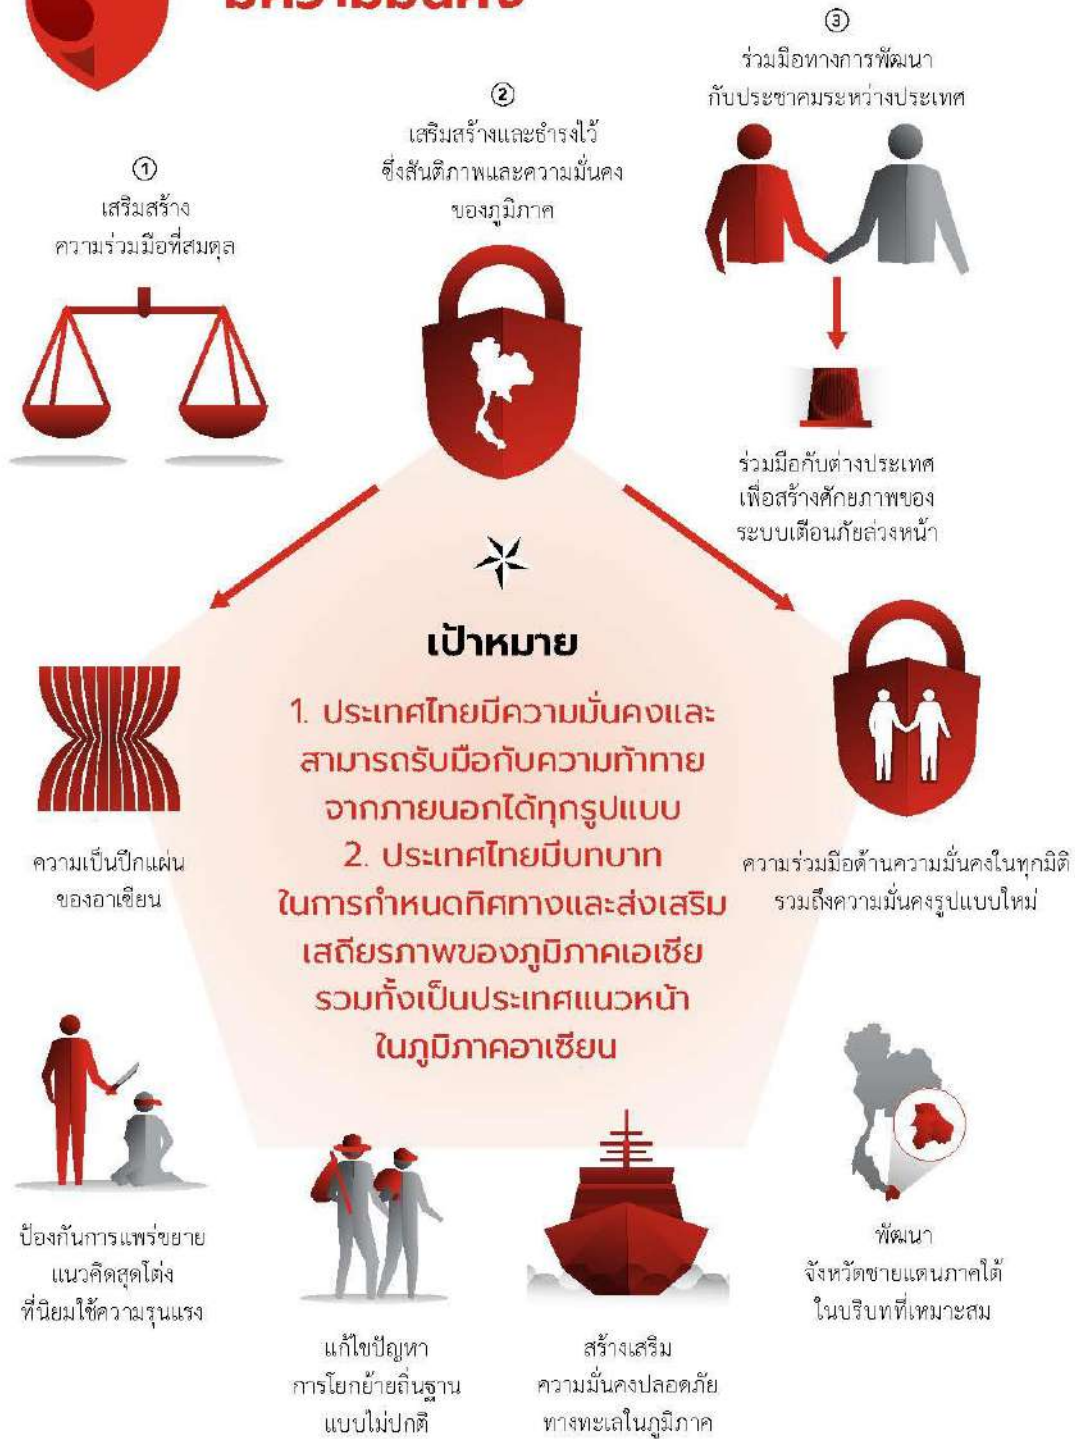 มีความมั่นคง
①
เสริมสร้าง
ความร่วมมือที่สมดุล
②
เสริมสร้างและธำรงไว้
ซึ่งสันติภาพและความมั่นคง
ของภูมิภาค
③
ร่วมมือทางการพัฒนา
กับประชาคมระหว่างประเทศ
ร่วมมือกับต่างประเทศ
เพื่อสร้างศักยภาพของ
ระบบเตือนภัยล่วงหน้า
เป้าหมาย
1. ประเทศไทยมีความมั่นคงและ
สามารถรับมือกับความท้าทาย
จากภายนอกได้ทุกรูปแบบ
2. ประเทศไทยมีบทบาท
ในการกำหนดทิศทางและส่งเสริม
เสถียรภาพของภูมิภาคเอเชีย
รวมทั้งเป็นประเทศแนวหน้า
ในภูมิภาคอาเซียน
ความเป็นปึกแผ่น
ของอาเซียน
ความร่วมมือด้านความมั่นคงในทุกมิติ
รวมถึงความมั่นคงรูปแบบใหม่
ป้องกันการแพร่ขยาย
แนวคิดสุดโต่ง
ที่นิยมใช้ความรุนแรง
แก้ไขปัญหา
การโยกย้ายถิ่นฐาน
แบบไม่ปกติ
สร้างเสริม
ความมั่นคงปลอดภัย
ทางทะเลในภูมิภาค
พัฒนา
จังหวัดชายแดนภาคใต้
ในบริบทที่เหมาะสม